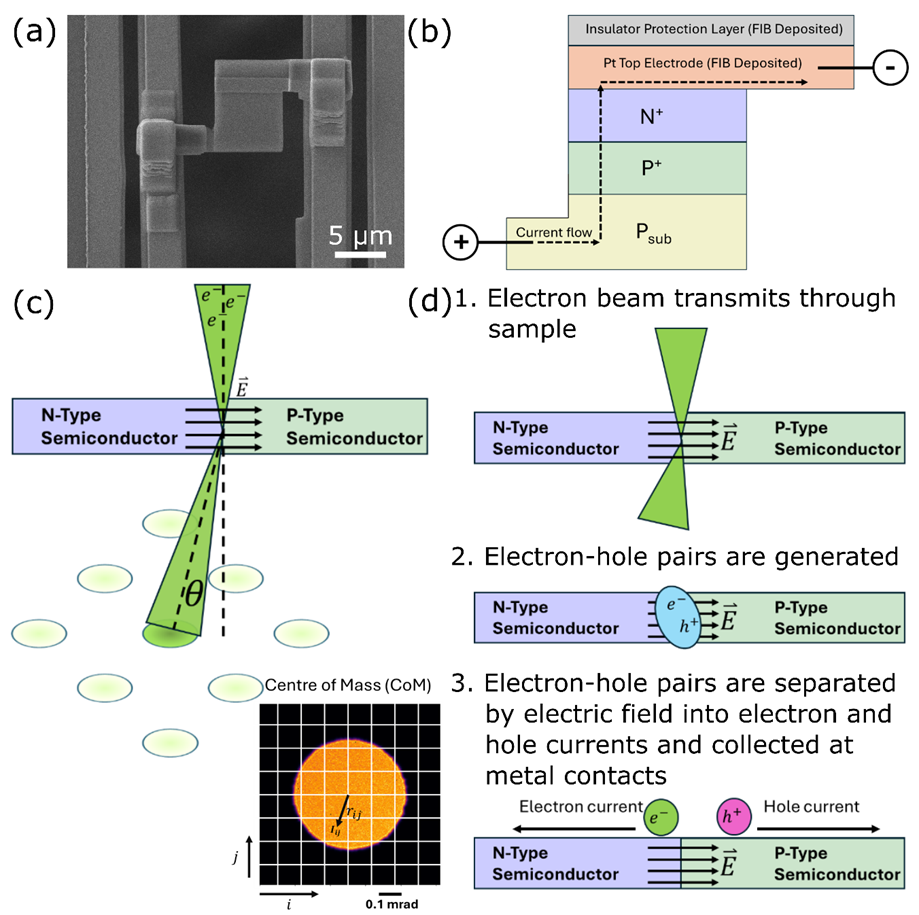 (a)
5 µm
(b)
Insulator Protection Layer (FIB Deposited)
Pt Top Electrode (FIB Deposited)
-
N+
P+
Psub
+
Current flow
(c)
e− e−
e−
E⃗
N-Type
Semiconductor
P-Type
Semiconductor
θ
Centre of Mass (CoM)
rij
Iij
j
i
0.1 mrad
(d)
1. Electron beam transmits through
sample
N-Type
Semiconductor
E⃗
P-Type
Semiconductor
2. Electron-hole pairs are generated
N-Type
Semiconductor
e−
h+
E⃗
P-Type
Semiconductor
3. Electron-hole pairs are separated
by electric field into electron and
hole currents and collected at
metal contacts
Electron current
e−
h+
Hole current
N-Type
Semiconductor
E⃗
P-Type
Semiconductor